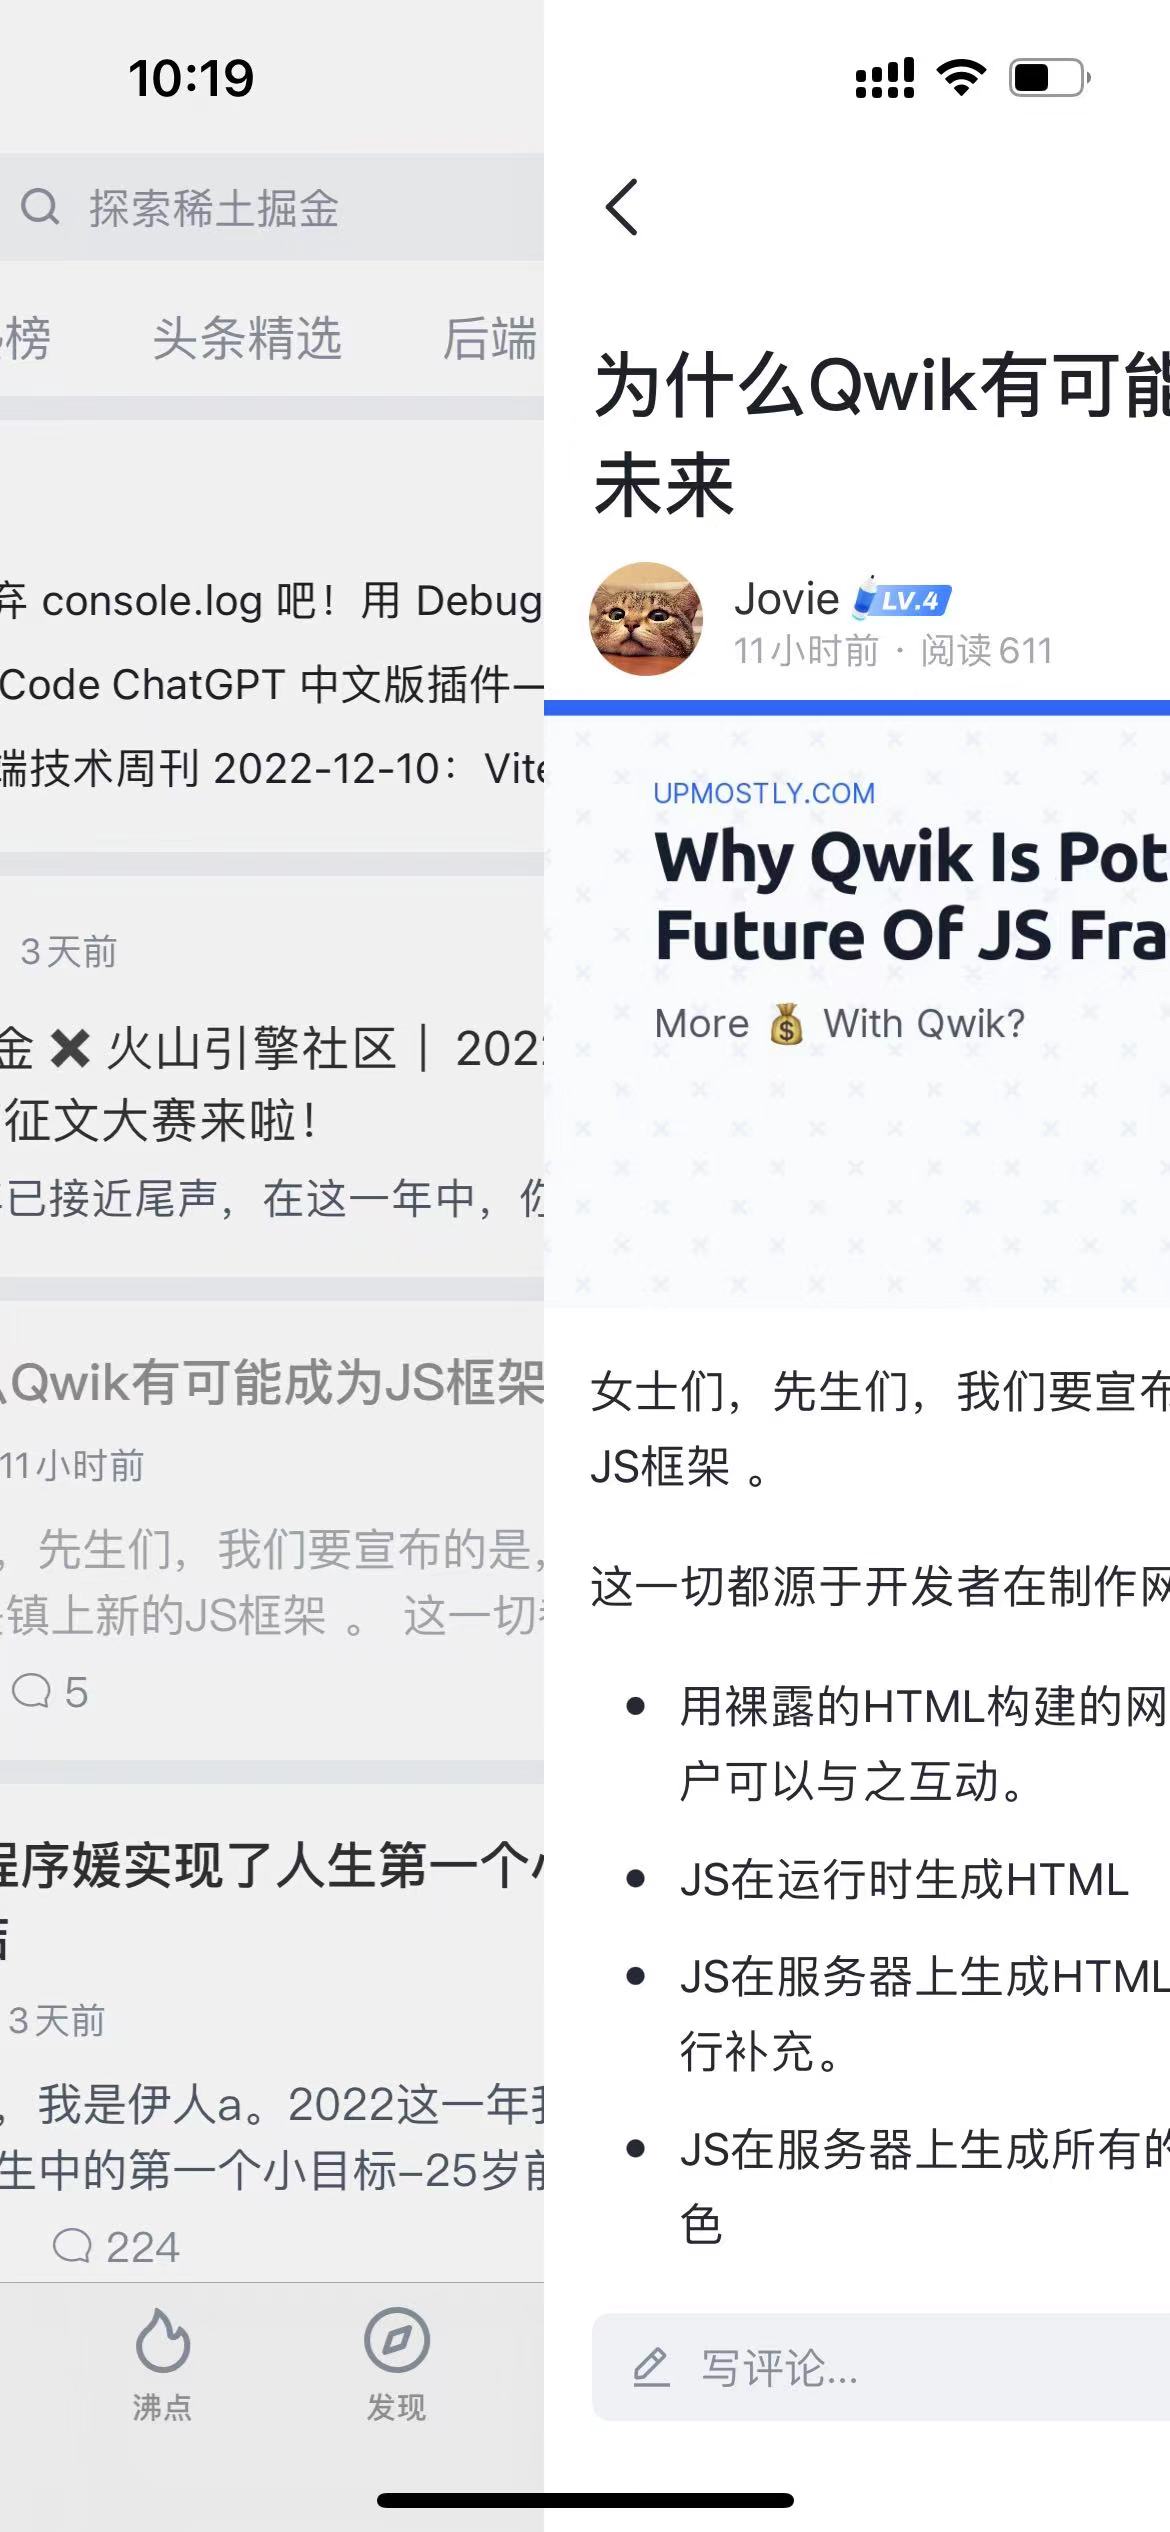 10:19
探索稀土掘金
榜
头条精选
后端
弃 console.log 吧！用 Debug
Code ChatGPT 中文版插件—
端技术周刊 2022-12-10：Vite
3天前
金 ✖ 火山引擎社区 | 202
征文大赛来啦！
已接近尾声，在这一年中，你
Qwik有可能成为JS框架
11小时前
，先生们，我们要宣布的是，
镇上新的JS框架 。 这一切
5
程序媛实现了人生第一个小
结
3天前
，我是伊人a。2022这一年我
生中的第一个小目标–25岁前
224
沸点
发现
为什么Qwik有可能
未来
Jovie LV.4
11小时前 · 阅读611
UPMOSTLY.COM
Why Qwik Is Pot
Future Of JS Fra
More 💰 With Qwik?
女士们，先生们，我们要宣布
JS框架 。
这一切都源于开发者在制作网
用裸露的HTML构建的网
户可以与之互动。
JS在运行时生成HTML
JS在服务器上生成HTML
行补充。
JS在服务器上生成所有的
色
写评论...